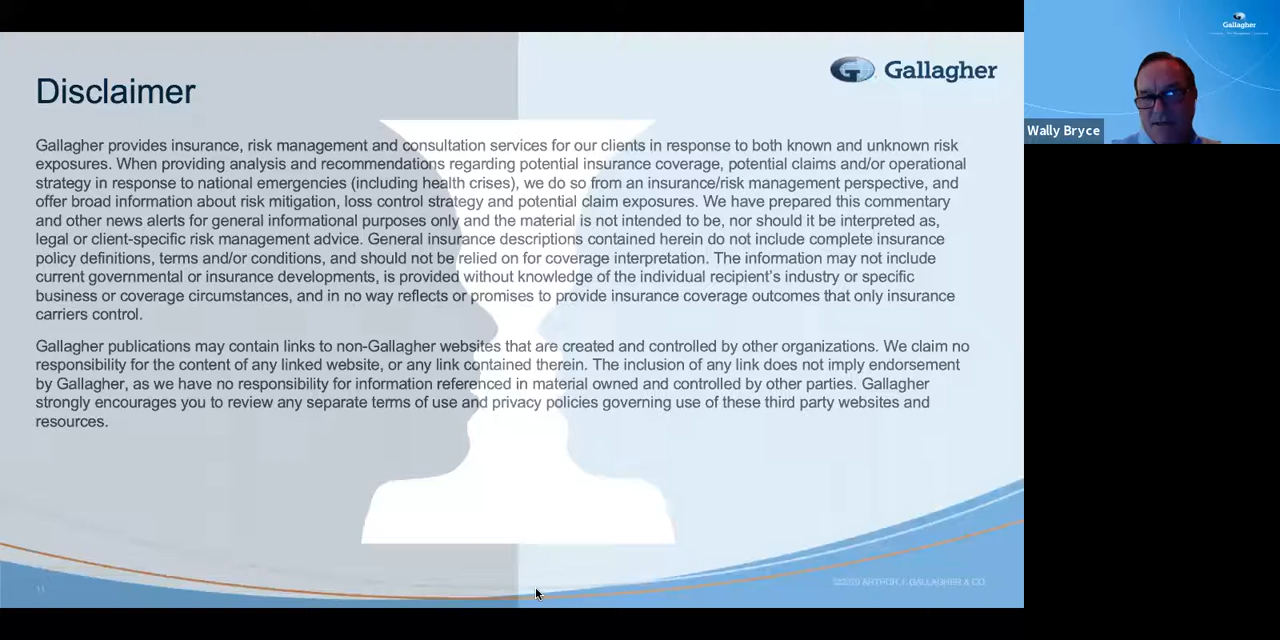 Disclaimer
Gallagher
Gallagher provides insurance, risk management and consultation services for our clients in response to both known and unknown risk
exposures. When providing analysis and recommendations regarding potential insurance coverage, potential claims and/or operational
strategy in response to national emergencies (including health crises), we do so from an insurance/risk management perspective, and
offer broad information about risk mitigation, loss control strategy and potential claim exposures. We have prepared this commentary
and other news alerts for general informational purposes only and the material is not intended to be, nor should it be interpreted as,
legal or client-specific risk management advice. General insurance descriptions contained herein do not include complete insurance
policy definitions, terms and/or conditions, and should not be relied on for coverage interpretation. The information may not include
current governmental or insurance developments, is provided without knowledge of the individual recipient's industry or specific
business or coverage circumstances, and in no way reflects or promises to provide insurance coverage outcomes that only insurance
carriers control.
Gallagher publications may contain links to non-Gallagher websites that are created and controlled by other organizations. We claim no
responsibility for the content of any linked website, or any link contained therein. The inclusion of any link does not imply endorsement
by Gallagher, as we have no responsibility for information referenced in material owned and controlled by other parties. Gallagher
strongly encourages you to review any separate terms of use and privacy policies governing use of these third party websites and
resources.
11
ARTHUR J. GALLAGHER & CO.
Gallagher
Wally Bryce